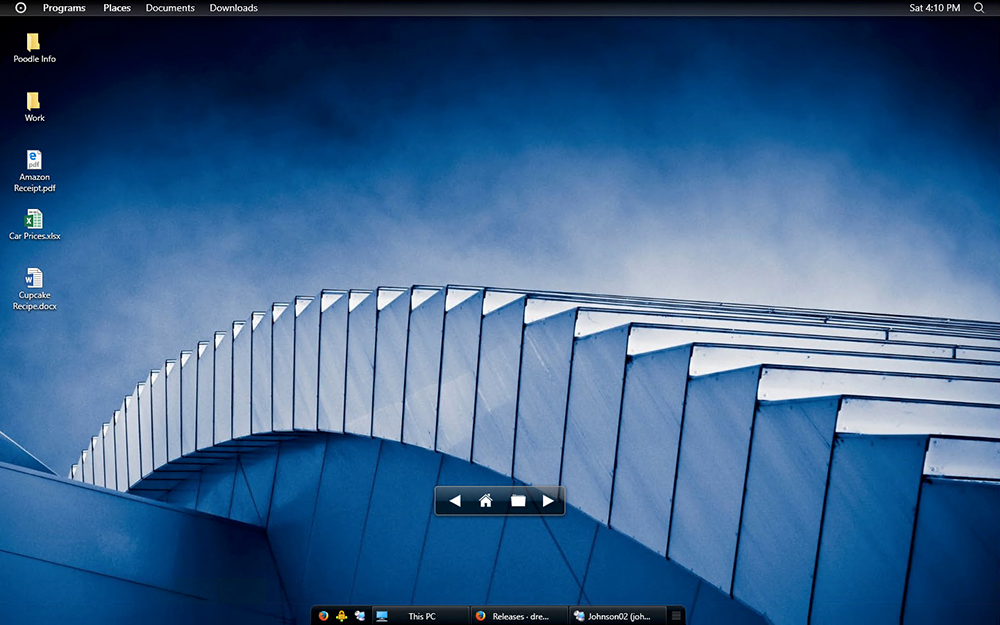 Programs Places Documents Downloads Sat 4:10 PM
Poodle Info
Work
pdf
Amazon
Receipt.pdf
Car Prices.xlsx
Cupcake
Recipe.docx
This PC Releases · dre... Johnson02 (joh...